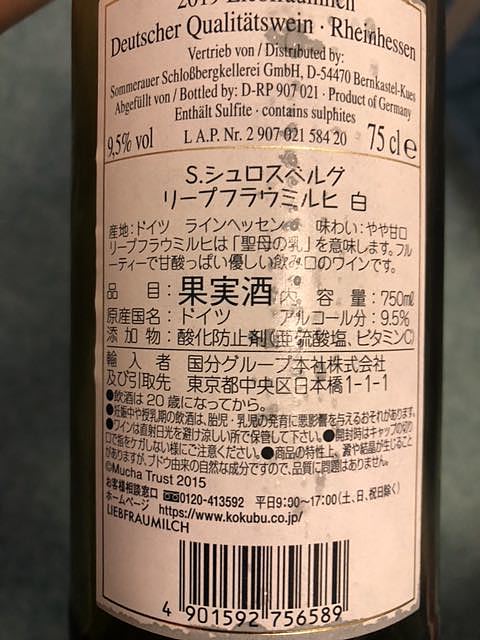 2019 Liebfraumilch
Deutscher Qualitätswein · Rheinhessen
Vertrieb von / Distributed by:
Sommerauer Schloßbergkellerei GmbH, D-54470 Bernkastel-Kues
Abgefüllt von / Bottled by: D-RP 907 021 · Product of Germany
Enthält Sulfite · contains sulphites
9,5% vol L A.P. Nr. 2 907 021 584 20 75 cl e
S.シュロスベルグ
リープフラウミルヒ 白
産地:ドイツ ラインヘッセン 味わい:やや甘口
リープフラウミルヒは「聖母の乳」を意味します。フル
ーティーで甘酸っぱい優しい飲み口のワインです。
品目:果実酒 内容量:750ml
原産国名:ドイツ アルコール分:9.5%
添加物:酸化防止剤(亜硫酸塩、ビタミンC)
輸入者 国分グループ本社株式会社
及び引取先 東京都中央区日本橋1-1-1
●飲酒は20歳になってから。
●妊娠中や授乳期の飲酒は、胎児・乳児の発育に悪影響を与えるおそれがあります。
●ワインは直射日光を避け涼しい所で保管して下さい。●開封時はキャップの切り
口で指をケガしない様にご注意ください。●商品の特性上、澱や結晶が生じること
がありますが、ブドウ由来の自然な成分ですので、品質に問題はありません。
©Mucha Trust 2015
お客様相談窓口 0120-413592 平日9:00~17:00(土、日、祝日除く)
ホームページ https://www.kokubu.co.jp/
LIEBFRAUMILCH
4 901592 756589